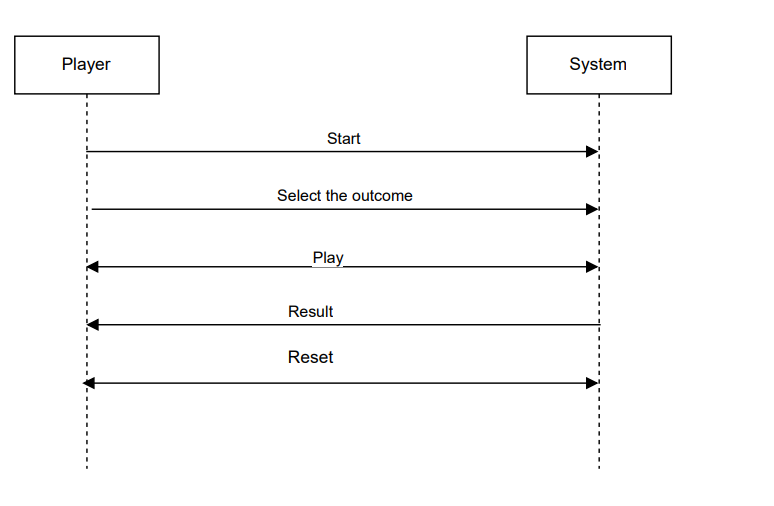 Player
System
Start
Select the outcome
Play
Result
Reset